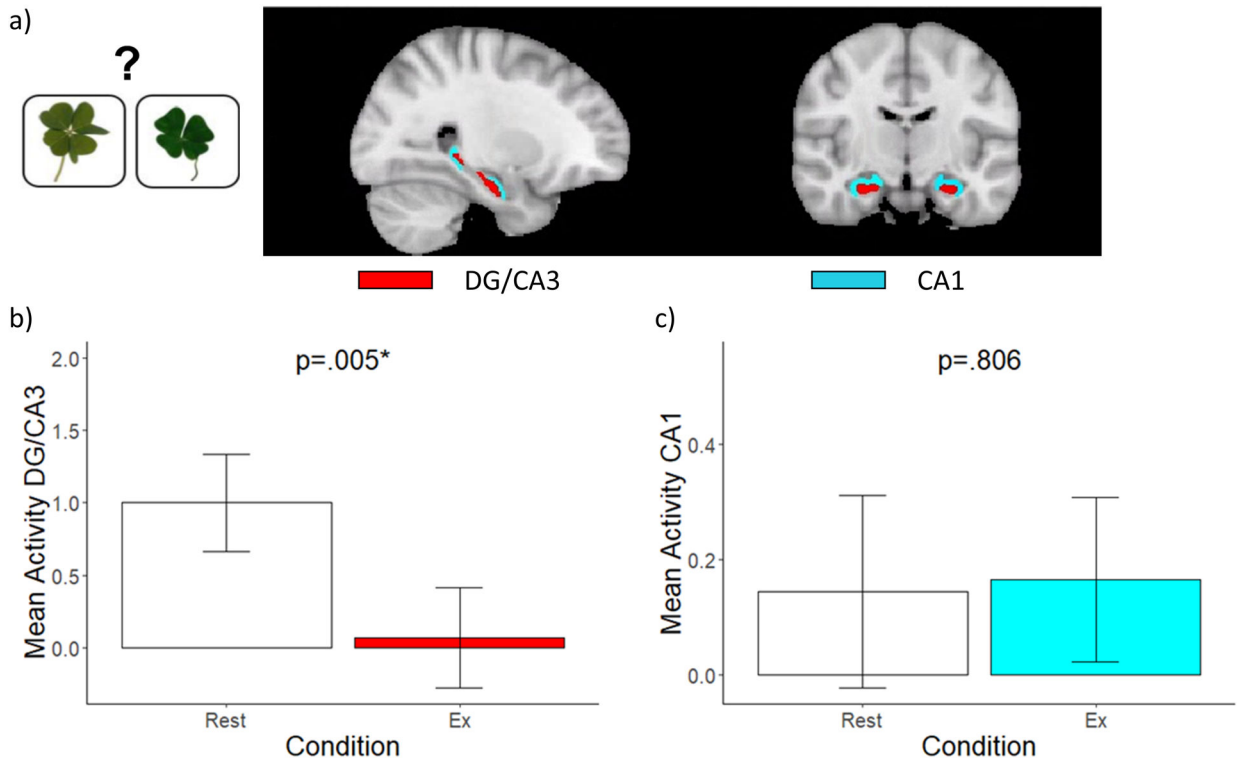 a)
?
DG/CA3
CA1
b)
p=.005*
Mean Activity DG/CA3
2.0
1.5
1.0
0.5
0.0
Rest
Ex
Condition
c)
p=.806
Mean Activity CA1
0.4
0.2
0.0
Rest
Ex
Condition